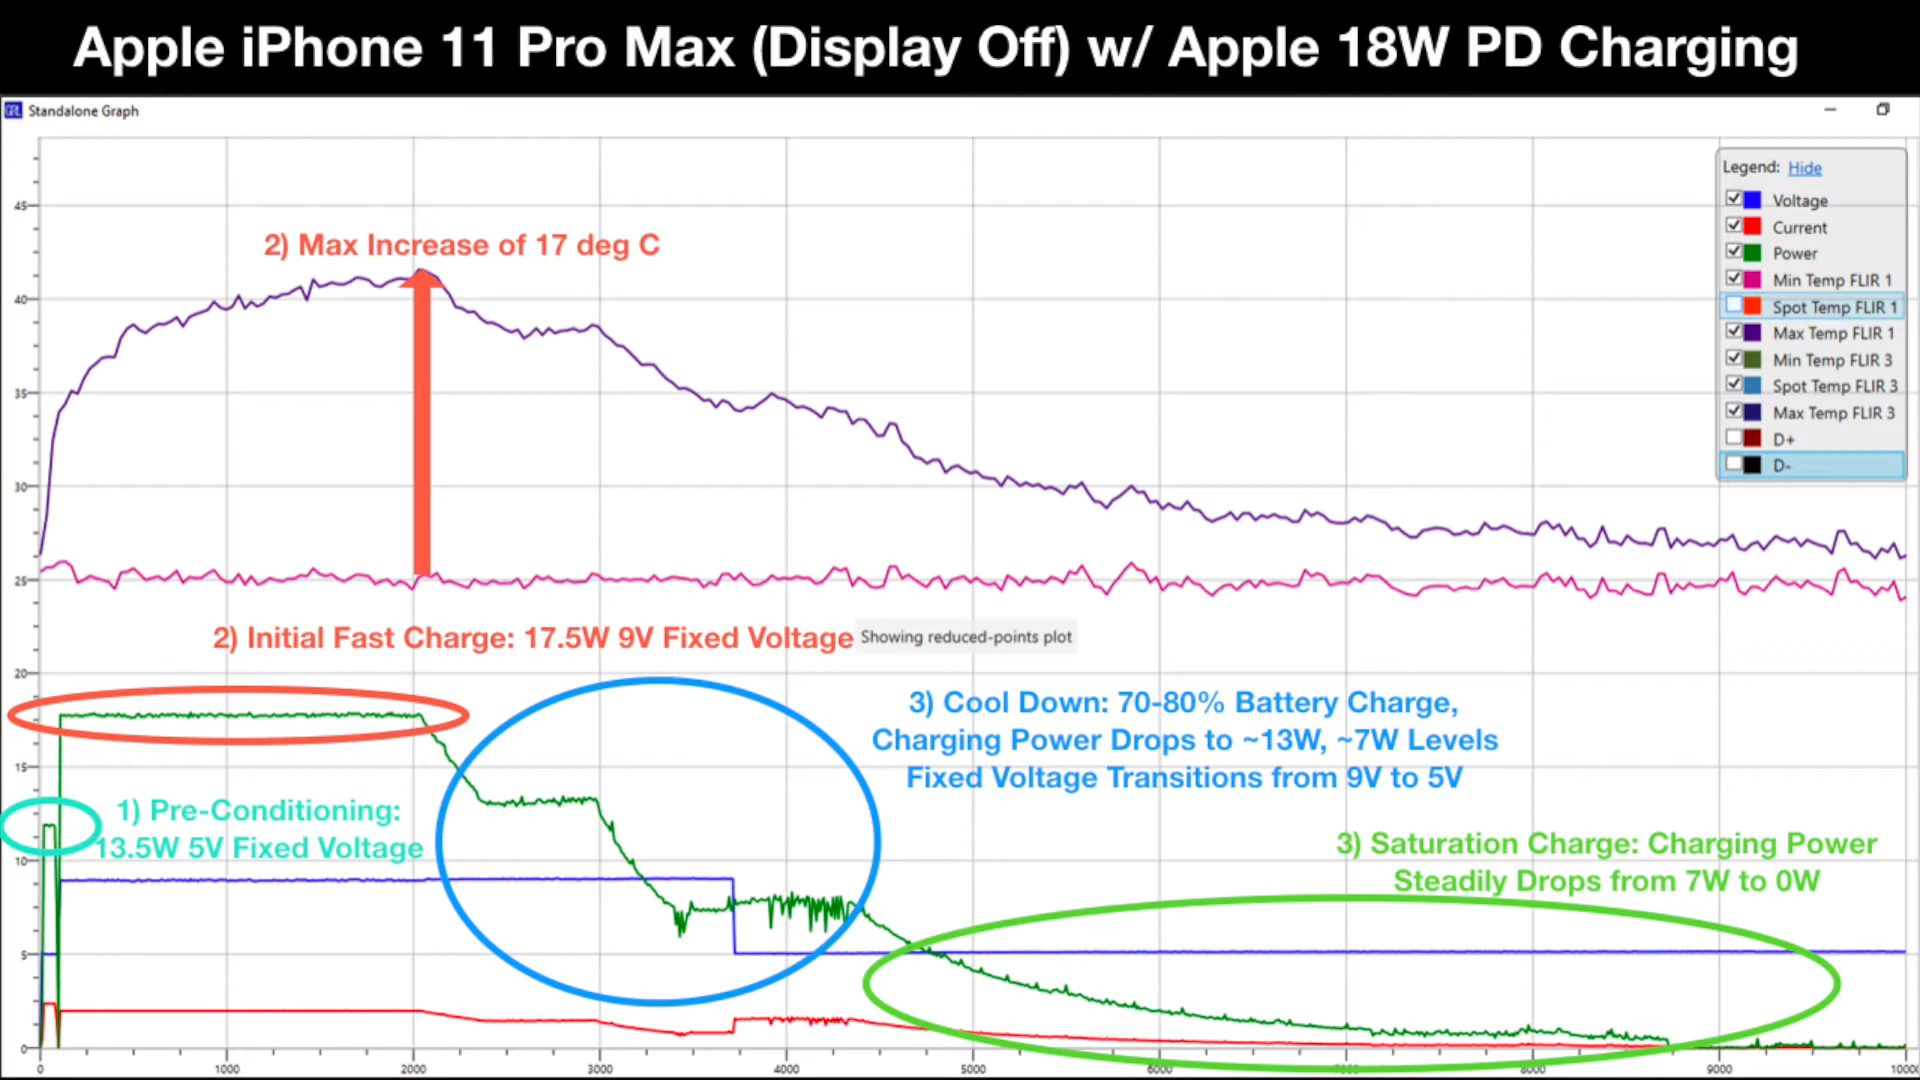 Apple iPhone 11 Pro Max (Display Off) w/ Apple 18W PD Charging
GRL Standalone Graph
Legend: Hide
Voltage
Current
Power
Min Temp FLIR 1
Spot Temp FLIR 1
Max Temp FLIR 1
Min Temp FLIR 3
Spot Temp FLIR 3
Max Temp FLIR 3
D+
D-
45
40
35
30
25
20
15
10
5
0
2) Max Increase of 17 deg C
2) Initial Fast Charge: 17.5W 9V Fixed Voltage
Showing reduced-points plot
3) Cool Down: 70-80% Battery Charge,
Charging Power Drops to ~13W, ~7W Levels
Fixed Voltage Transitions from 9V to 5V
1) Pre-Conditioning:
13.5W 5V Fixed Voltage
3) Saturation Charge: Charging Power
Steadily Drops from 7W to 0W
0 1000 2000 3000 4000 5000 6000 7000 8000 9000 10000